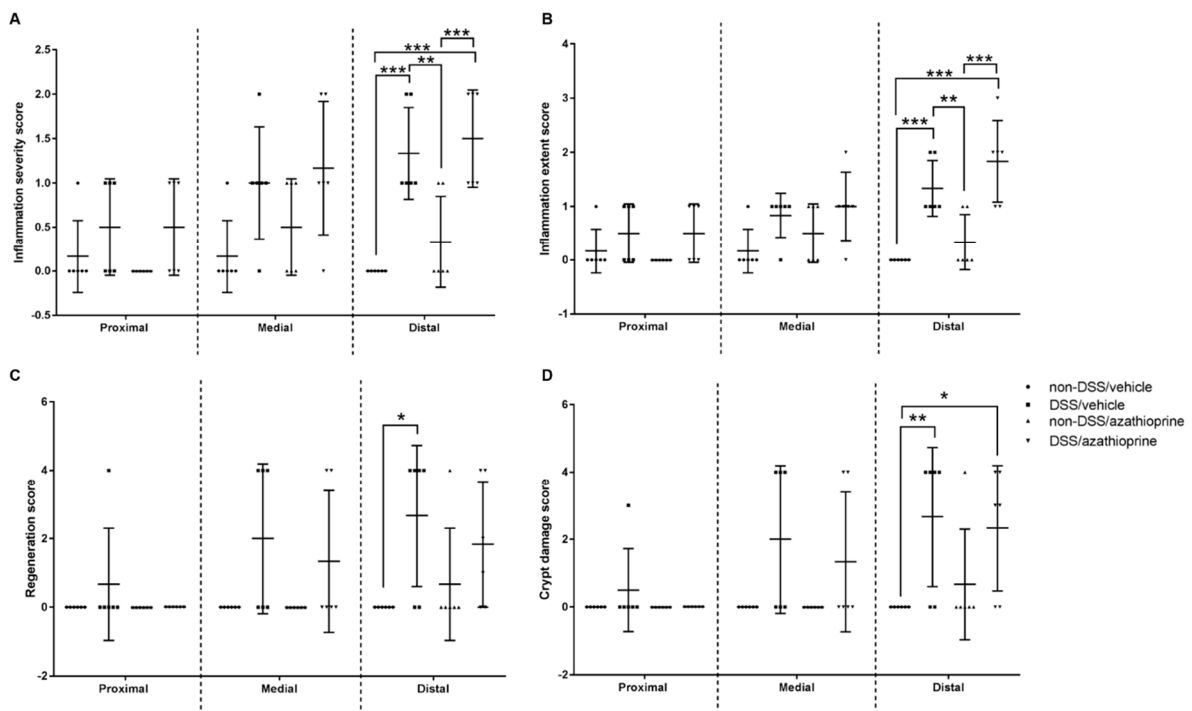 A
Inflammation severity score
2.5
2.0
1.5
1.0
0.5
0.0
-0.5
***
***
***
**
Proximal
Medial
Distal
B
Inflamation extent score
4
3
2
1
0
-1
***
***
**
***
Proximal
Medial
Distal
C
Regeneration score
6
4
2
0
-2
*
Proximal
Medial
Distal
D
Crypt damage score
6
4
2
0
-2
*
**
Proximal
Medial
Distal
non-DSS/vehicle
DSS/vehicle
non-DSS/azathioprine
DSS/azathioprine